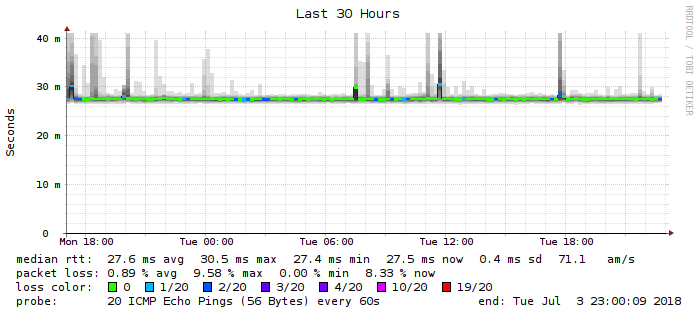 Last 30 Hours
RRDTOOL / TOBI OETIKER
Seconds
40 m
30 m
20 m
10 m
0
Mon 18:00 Tue 00:00 Tue 06:00 Tue 12:00 Tue 18:00
median rtt: 27.6 ms avg 30.5 ms max 27.4 ms min 27.5 ms now 0.4 ms sd 71.1 am/s
packet loss: 0.89 % avg 9.58 % max 0.00 % min 8.33 % now
loss color: 0 1/20 2/20 3/20 4/20 10/20 19/20
probe: 20 ICMP Echo Pings (56 Bytes) every 60s end: Tue Jul 3 23:00:09 2018